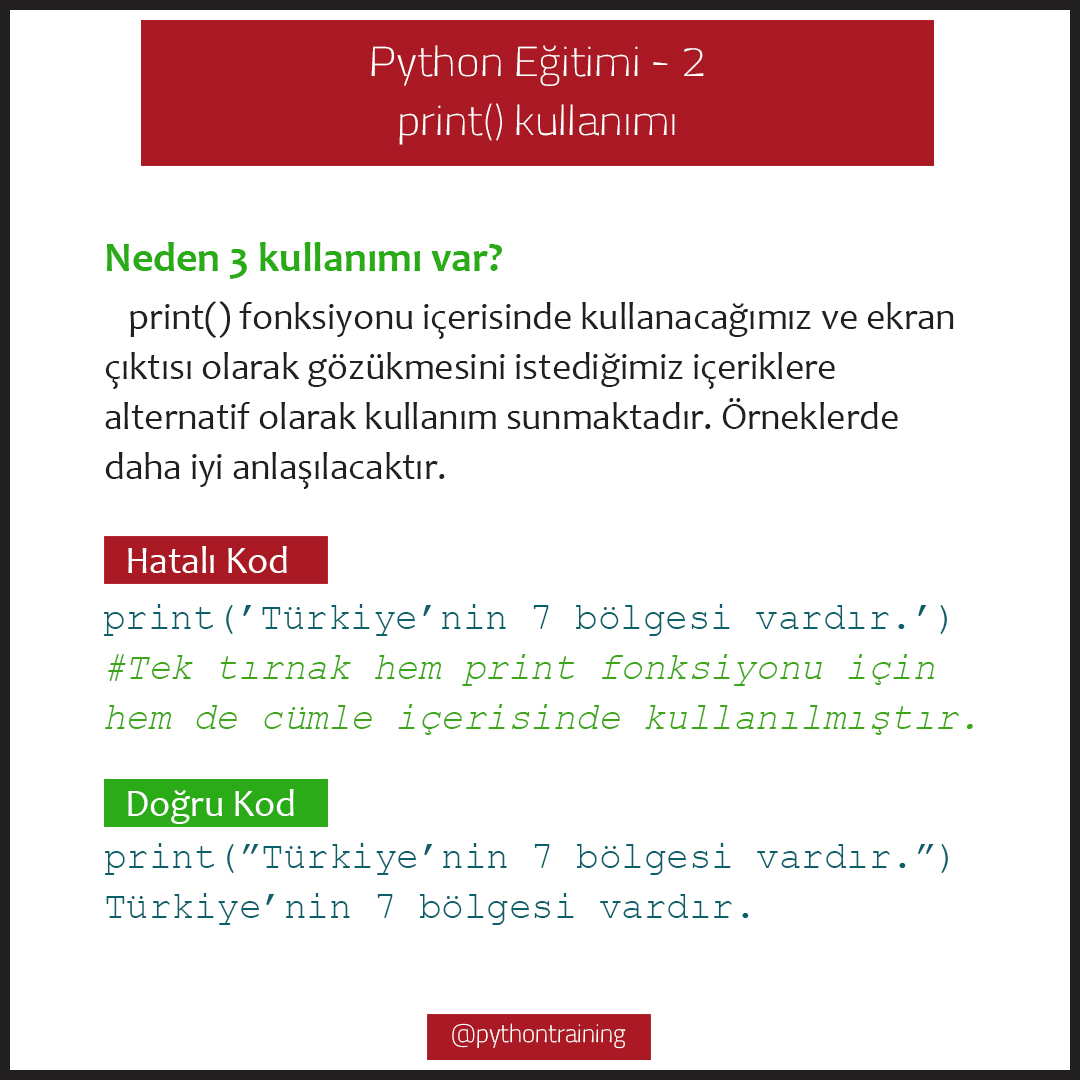 Python Eğitimi - 2
print() kullanımı
Neden 3 kullanımı var?
print() fonksiyonu içerisinde kullanacağımız ve ekran
çıktısı olarak gözükmesini istediğimiz içeriklere
alternatif olarak kullanım sunmaktadır. Örneklerde
daha iyi anlaşılacaktır.
Hatalı Kod
print(’Türkiye’nin 7 bölgesi vardır.’)
#Tek tırnak hem print fonksiyonu için
hem de cümle içerisinde kullanılmıştır.
Doğru Kod
print(”Türkiye’nin 7 bölgesi vardır.”)
Türkiye’nin 7 bölgesi vardır.
@pythontraining